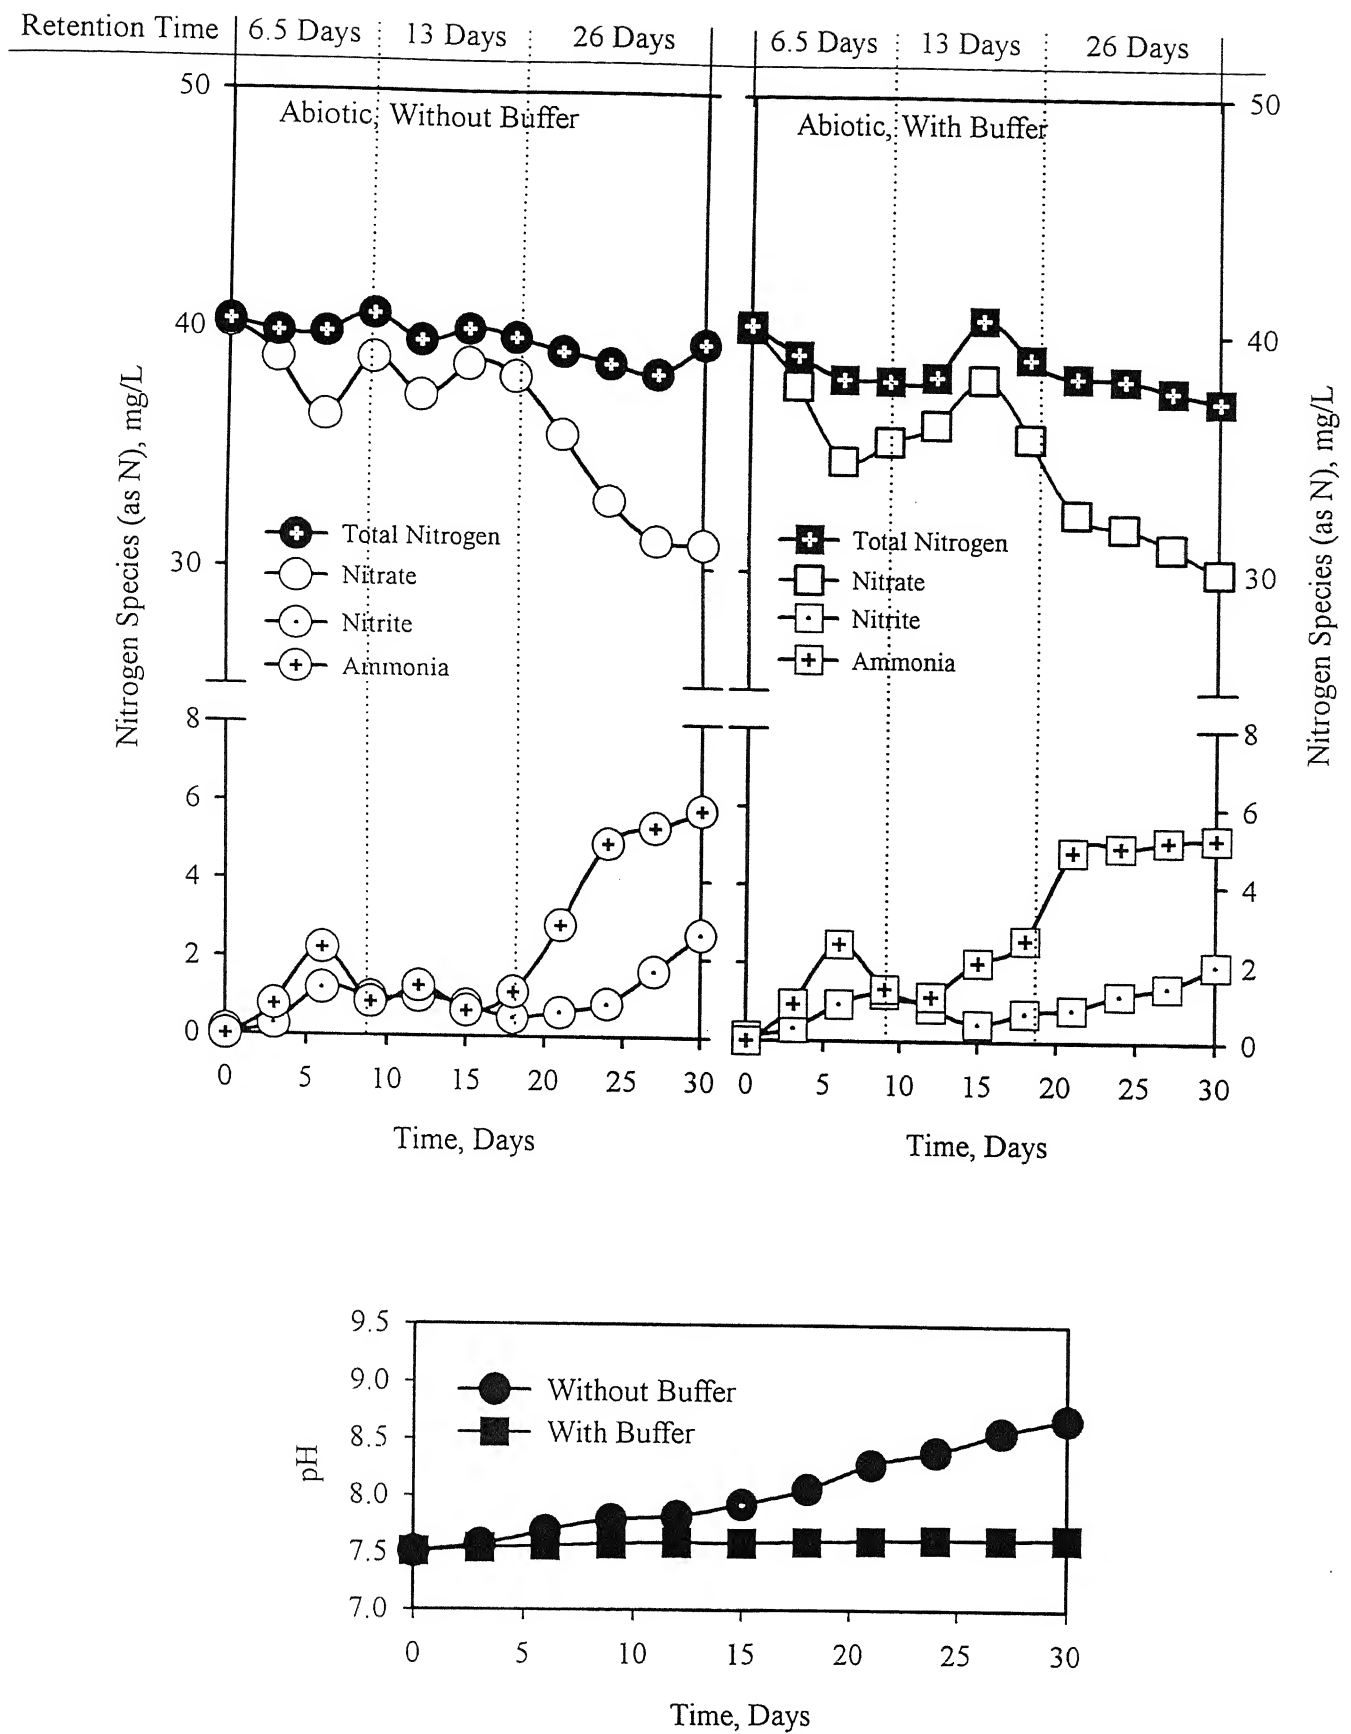 Retention Time 6.5 Days 13 Days 26 Days 6.5 Days 13 Days 26 Days
50 50
Abiotic, Without Buffer Abiotic, With Buffer
40 40
Nitrogen Species (as N), mg/L
Nitrogen Species (as N), mg/L
Total Nitrogen Total Nitrogen
30 Nitrate Nitrate 30
Nitrite Nitrite
Ammonia Ammonia
8 8
6 6
4 4
2 2
0 0
0 5 10 15 20 25 30 0 5 10 15 20 25 30
Time, Days Time, Days
9.5
9.0
Without Buffer
8.5 With Buffer
pH
8.0
7.5
7.0
0 5 10 15 20 25 30
Time, Days